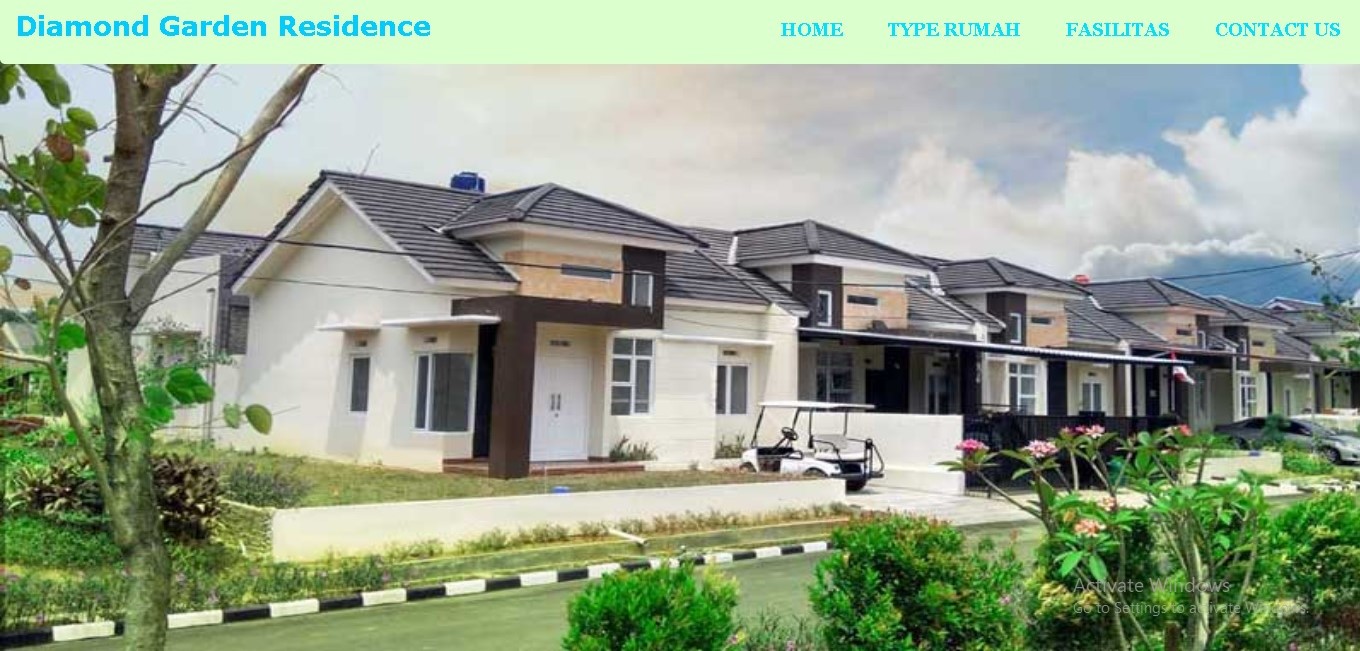 Diamond Garden Residence
HOME TYPE RUMAH FASILITAS CONTACT US
Activate Windows
Go to Settings to activate Windows.